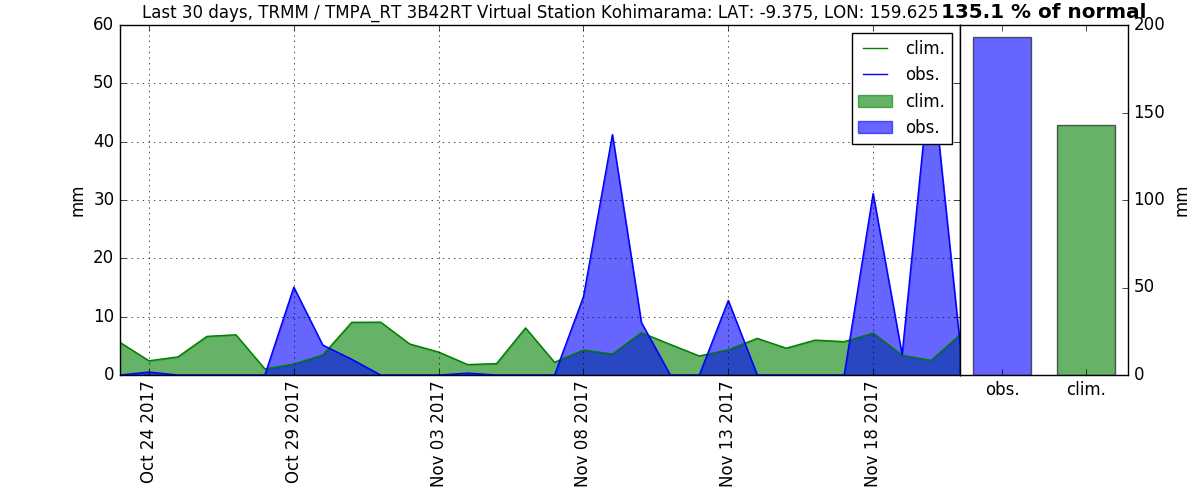 Last 30 days, TRMM / TMPA_RT 3B42RT Virtual Station Kohimarama: LAT: -9.375, LON: 159.625
135.1 % of normal
60
50
40
30
20
10
0
mm
clim.
obs.
clim.
obs.
200
150
100
50
0
mm
obs.
clim.
Oct 24 2017
Oct 29 2017
Nov 03 2017
Nov 08 2017
Nov 13 2017
Nov 18 2017